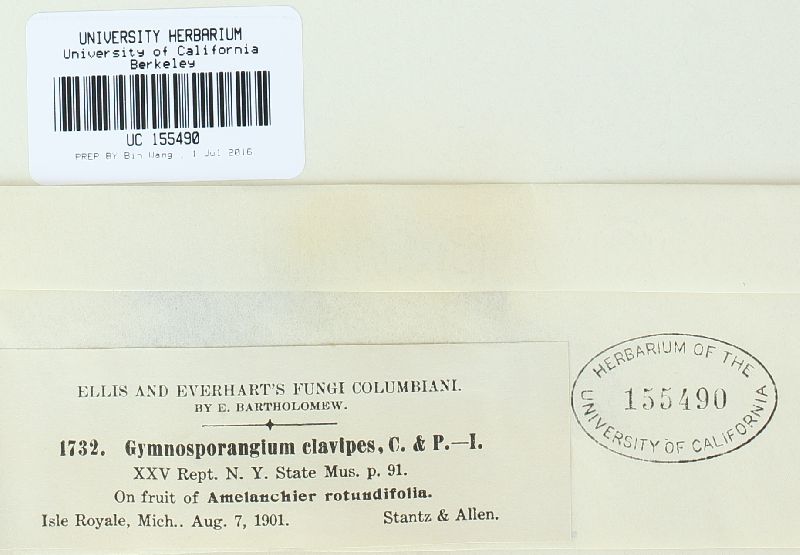 UNIVERSITY HERBARIUM
University of California
Berkeley
UC 155490
PREP BY Bin Wang , 1 Jul 2016
ELLIS AND EVERHART'S FUNGI COLUMBIANI.
BY E. BARTHOLOMEW.
1732. Gymnosporangium clavipes, C. & P.—I.
XXV Rept. N. Y. State Mus. p. 91.
On fruit of Amelanchier rotundifolia.
Isle Royale, Mich.. Aug. 7, 1901. Stantz & Allen.
HERBARIUM OF THE
155490
UNIVERSITY OF CALIFORNIA